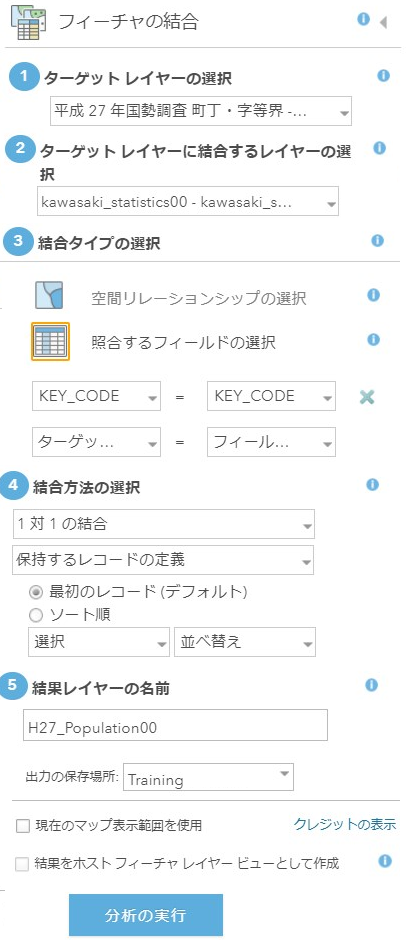 フィーチャの結合
1 ターゲット レイヤーの選択
平成 27 年国勢調査 町丁・字等界 -...
2 ターゲット レイヤーに結合するレイヤーの選
択
kawasaki_statistics00 - kawasaki_s...
3 結合タイプの選択
空間リレーションシップの選択
照合するフィールドの選択
KEY_CODE = KEY_CODE
ターゲッ... = フィール...
4 結合方法の選択
1 対 1 の結合
保持するレコードの定義
最初のレコード (デフォルト)
ソート順
選択 並べ替え
5 結果レイヤーの名前
H27_Population00
出力の保存場所: Training
現在のマップ表示範囲を使用 クレジットの表示
結果をホスト フィーチャ レイヤー ビューとして作成
分析の実行